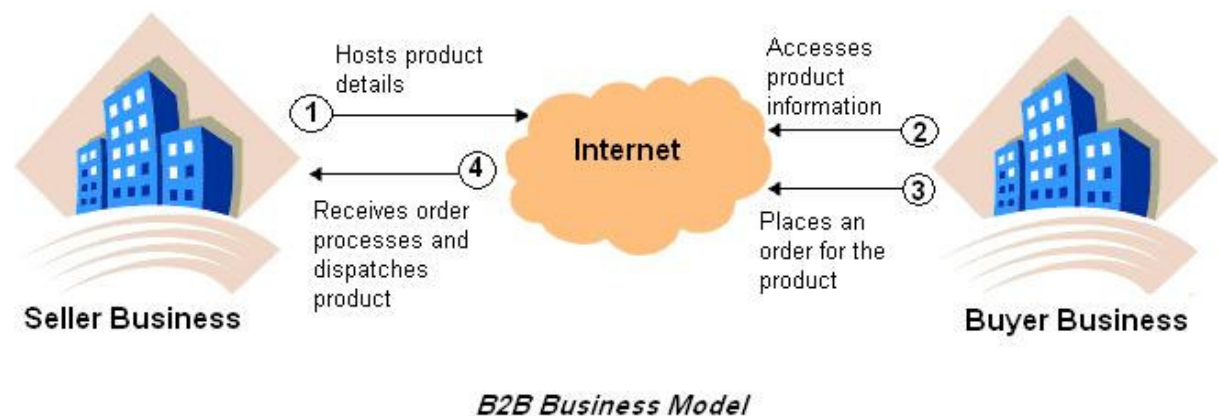 Hosts product
details
1
Internet
Accesses
product
information
2
4
Receives order
processes and
dispatches
product
3
Places an
order for the
product
Seller Business
Buyer Business
B2B Business Model